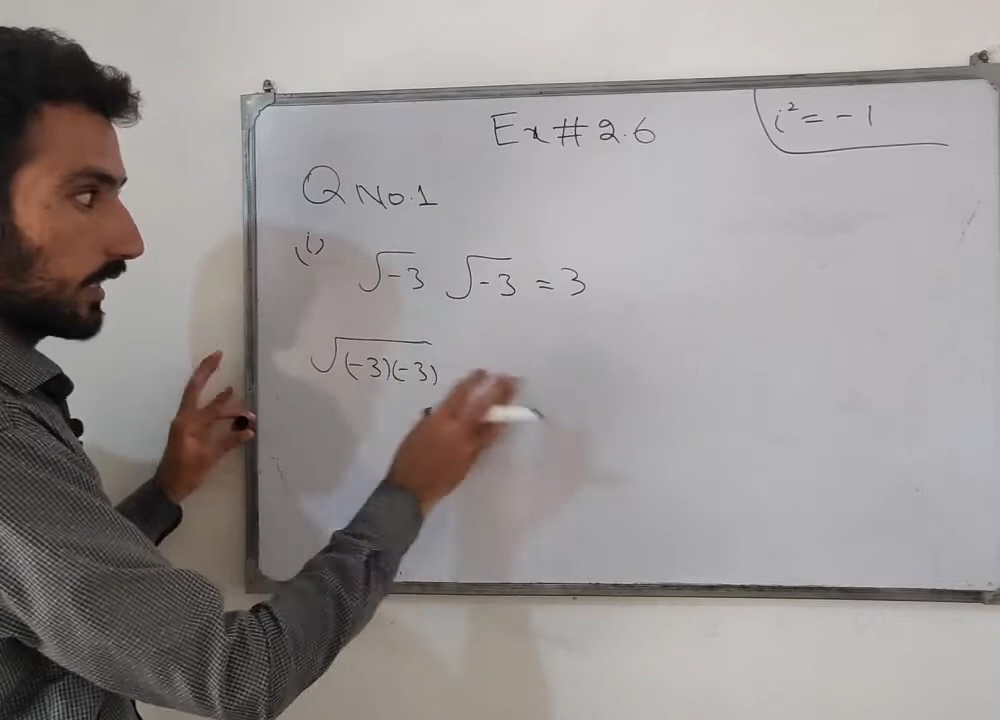 Ex # 2.6
i² = -1
Q No.1
(i)
√-3 √-3 = 3
√(-3)(-3)